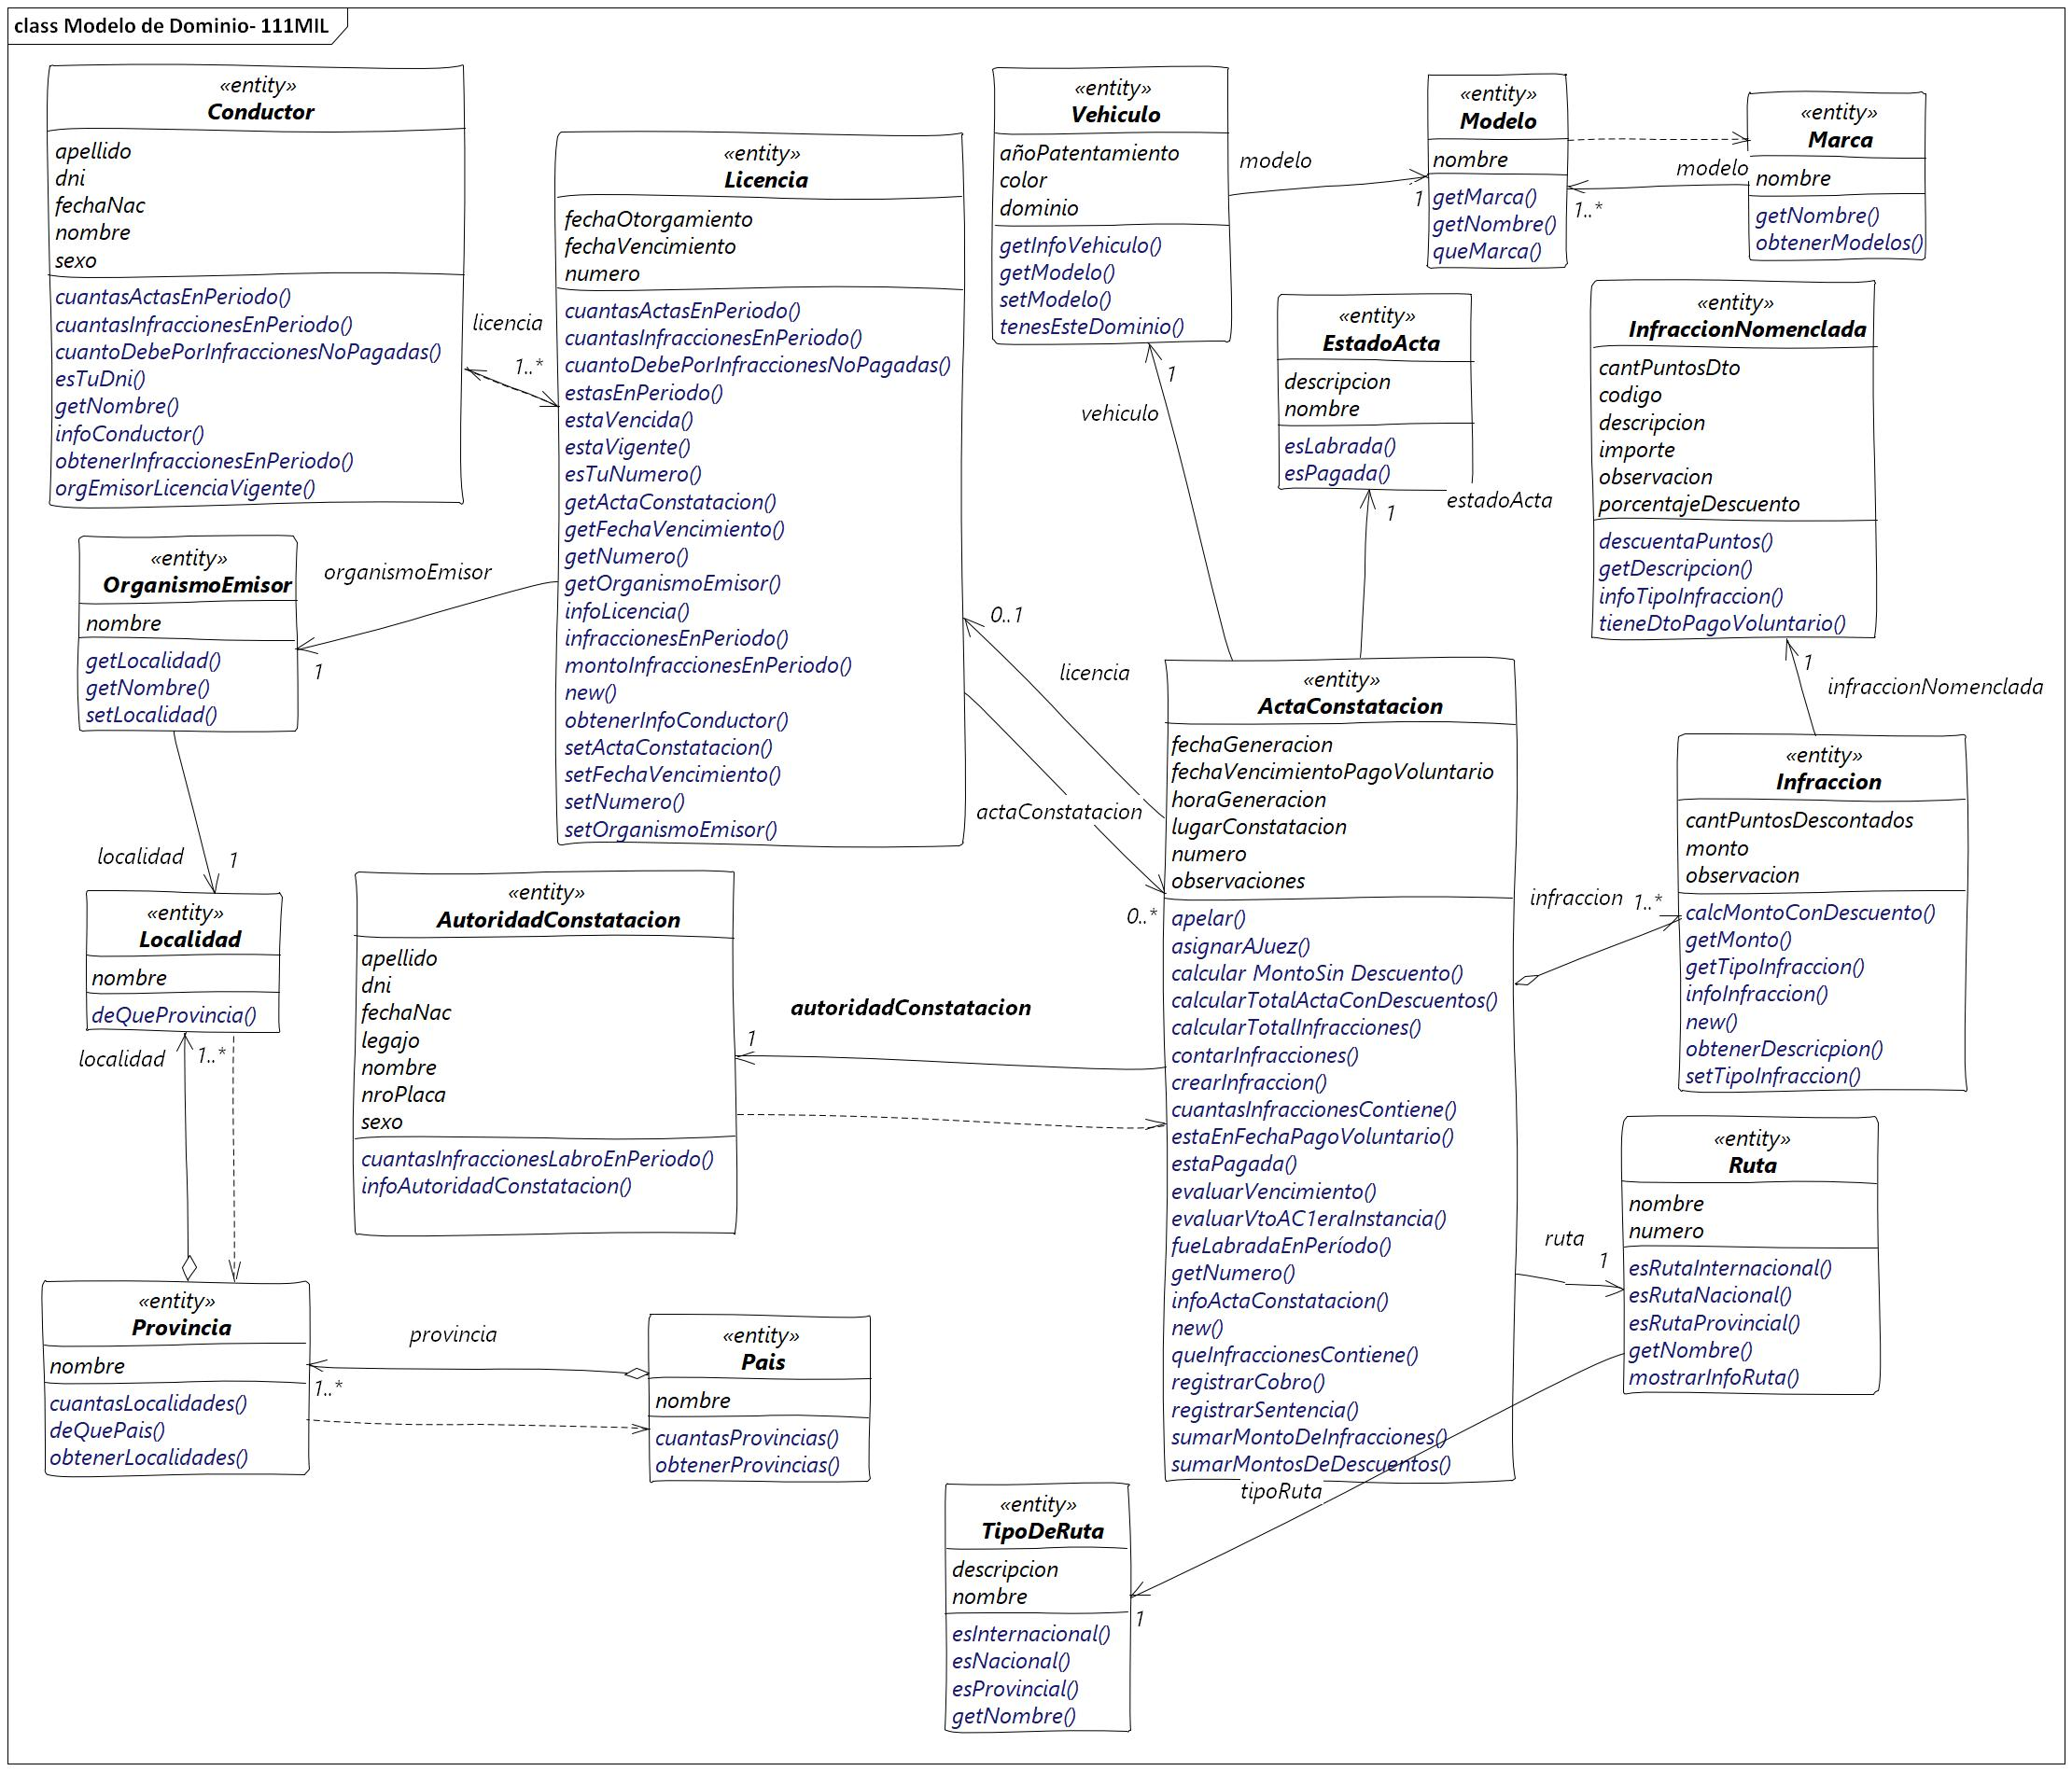 class Modelo de Dominio- 111MIL
«entity»
Conductor
apellido
dni
fechaNac
nombre
sexo
cuantasActasEnPeriodo()
cuantasInfraccionesEnPeriodo()
cuantoDebePorInfraccionesNoPagadas()
esTuDni()
getNombre()
infoConductor()
obtenerInfraccionesEnPeriodo()
orgEmisorLicenciaVigente()
licencia
1..*
«entity»
Licencia
fechaOtorgamiento
fechaVencimiento
numero
cuantasActasEnPeriodo()
cuantasInfraccionesEnPeriodo()
cuantoDebePorInfraccionesNoPagadas()
estasEnPeriodo()
estaVencida()
estaVigente()
esTuNumero()
getActaConstatacion()
getFechaVencimiento()
getNumero()
getOrganismoEmisor()
infoLicencia()
infraccionesEnPeriodo()
montoInfraccionesEnPeriodo()
new()
obtenerInfoConductor()
setActaConstatacion()
setFechaVencimiento()
setNumero()
setOrganismoEmisor()
«entity»
Vehiculo
añoPatentamiento
color
dominio
getInfoVehiculo()
getModelo()
setModelo()
tenesEsteDominio()
modelo
1
«entity»
Modelo
nombre
getMarca()
getNombre()
queMarca()
modelo
1..*
«entity»
Marca
nombre
getNombre()
obtenerModelos()
1
vehiculo
«entity»
EstadoActa
descripcion
nombre
esLabrada()
esPagada()
1
estadoActa
«entity»
InfraccionNomenclada
cantPuntosDto
codigo
descripcion
importe
observacion
porcentajeDescuento
descuentaPuntos()
getDescripcion()
infoTipoInfraccion()
tieneDtoPagoVoluntario()
1
infraccionNomenclada
«entity»
OrganismoEmisor
nombre
getLocalidad()
getNombre()
setLocalidad()
organismoEmisor
1
0..1
licencia
actaConstatacion
0..*
«entity»
ActaConstatacion
fechaGeneracion
fechaVencimientoPagoVoluntario
horaGeneracion
lugarConstatacion
numero
observaciones
apelar()
asignarAJuez()
calcular MontoSin Descuento()
calcularTotalActaConDescuentos()
calcularTotalInfracciones()
contarInfracciones()
crearInfraccion()
cuantasInfraccionesContiene()
estaEnFechaPagoVoluntario()
estaPagada()
evaluarVencimiento()
evaluarVtoAC1eraInstancia()
fueLabradaEnPeríodo()
getNumero()
infoActaConstatacion()
new()
queInfraccionesContiene()
registrarCobro()
registrarSentencia()
sumarMontoDeInfracciones()
sumarMontosDeDescuentos()
infraccion
1..*
«entity»
Infraccion
cantPuntosDescontados
monto
observacion
calcMontoConDescuento()
getMonto()
getTipoInfraccion()
infoInfraccion()
new()
obtenerDescricpion()
setTipoInfraccion()
localidad
1
«entity»
Localidad
nombre
deQueProvincia()
localidad
1..*
«entity»
AutoridadConstatacion
apellido
dni
fechaNac
legajo
nombre
nroPlaca
sexo
cuantasInfraccionesLabroEnPeriodo()
infoAutoridadConstatacion()
autoridadConstatacion
1
ruta
1
«entity»
Ruta
nombre
numero
esRutaInternacional()
esRutaNacional()
esRutaProvincial()
getNombre()
mostrarInfoRuta()
«entity»
Provincia
nombre
cuantasLocalidades()
deQuePais()
obtenerLocalidades()
provincia
1..*
«entity»
Pais
nombre
cuantasProvincias()
obtenerProvincias()
tipoRuta
1
«entity»
TipoDeRuta
descripcion
nombre
esInternacional()
esNacional()
esProvincial()
getNombre()